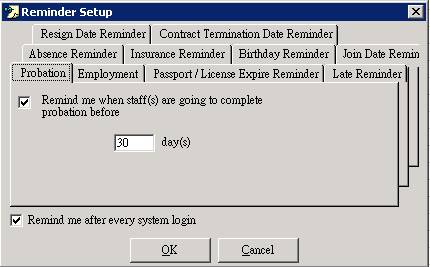 Reminder Setup
Resign Date Reminder Contract Termination Date Reminder
Absence Reminder Insurance Reminder Birthday Reminder Join Date Remin
Probation Employment Passport / License Expire Reminder Late Reminder
Remind me when staff(s) are going to complete
probation before
30 day(s)
Remind me after every system login
OK Cancel